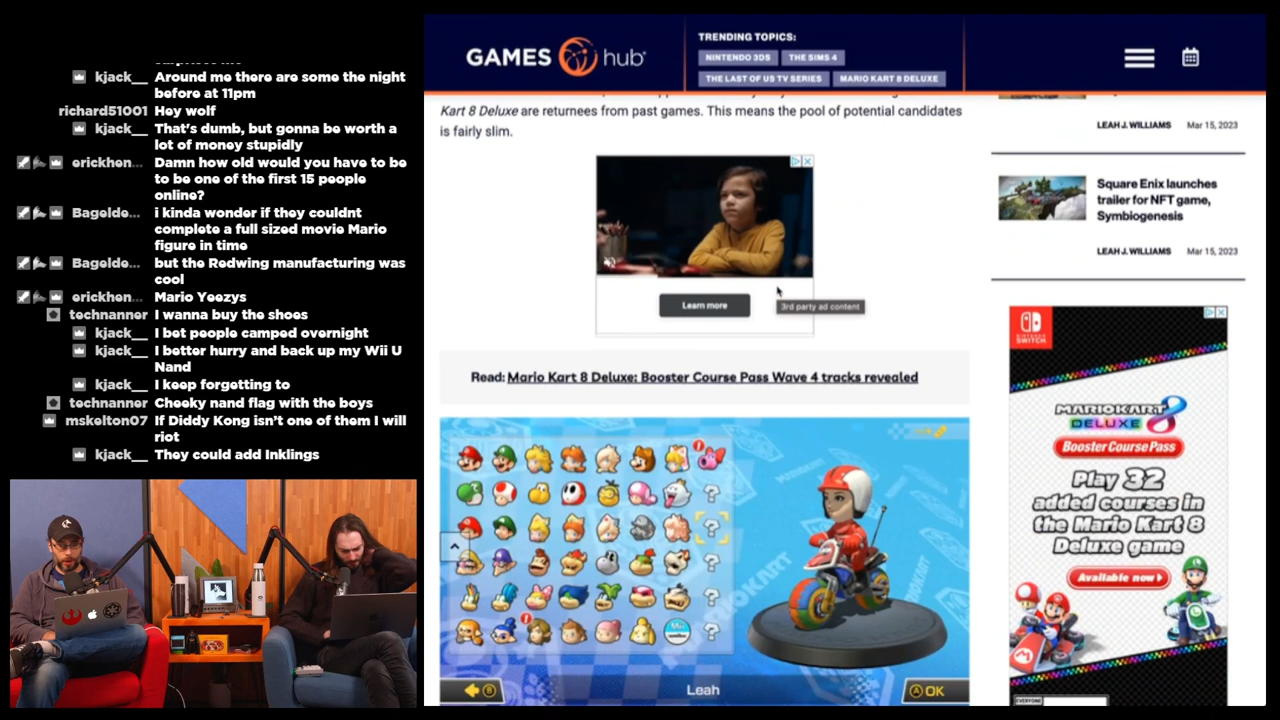 kjack__ Around me there are some the night
before at 11pm
richard51001 Hey wolf
kjack__ That's dumb, but gonna be worth a
lot of money stupidly
erickhen... Damn how old would you have to be
to be one of the first 15 people
online?
Bagelde... i kinda wonder if they couldnt
complete a full sized movie Mario
figure in time
Bagelde... but the Redwing manufacturing was
cool
erickhen... Mario Yeezys
techanner I wanna buy the shoes
kjack__ I bet people camped overnight
kjack__ I better hurry and back up my Wii U
Nand
kjack__ I keep forgetting to
technanner Cheeky nand flag with the boys
mskelton07 If Diddy Kong isn't one of them I will
riot
kjack__ They could add Inklings
GAMES hub
TRENDING TOPICS:
NINTENDO 3DS THE SIMS 4
THE LAST OF US TV SERIES MARIO KART 8 DELUXE
Kart 8 Deluxe are returnees from past games. This means the pool of potential candidates
is fairly slim.
Learn more
3rd party ad content
Read: Mario Kart 8 Deluxe: Booster Course Pass Wave 4 tracks revealed
Mii
B
Leah
A OK
LEAH J. WILLIAMS Mar 15, 2023
Square Enix launches
trailer for NFT game,
Symbiogenesis
LEAH J. WILLIAMS Mar 15, 2023
NINTENDO
SWITCH
MARIOKART 8
DELUXE
Booster Course Pass
Play 32
added courses in
the Mario Kart 8
Deluxe game
Available now
EVERYONE